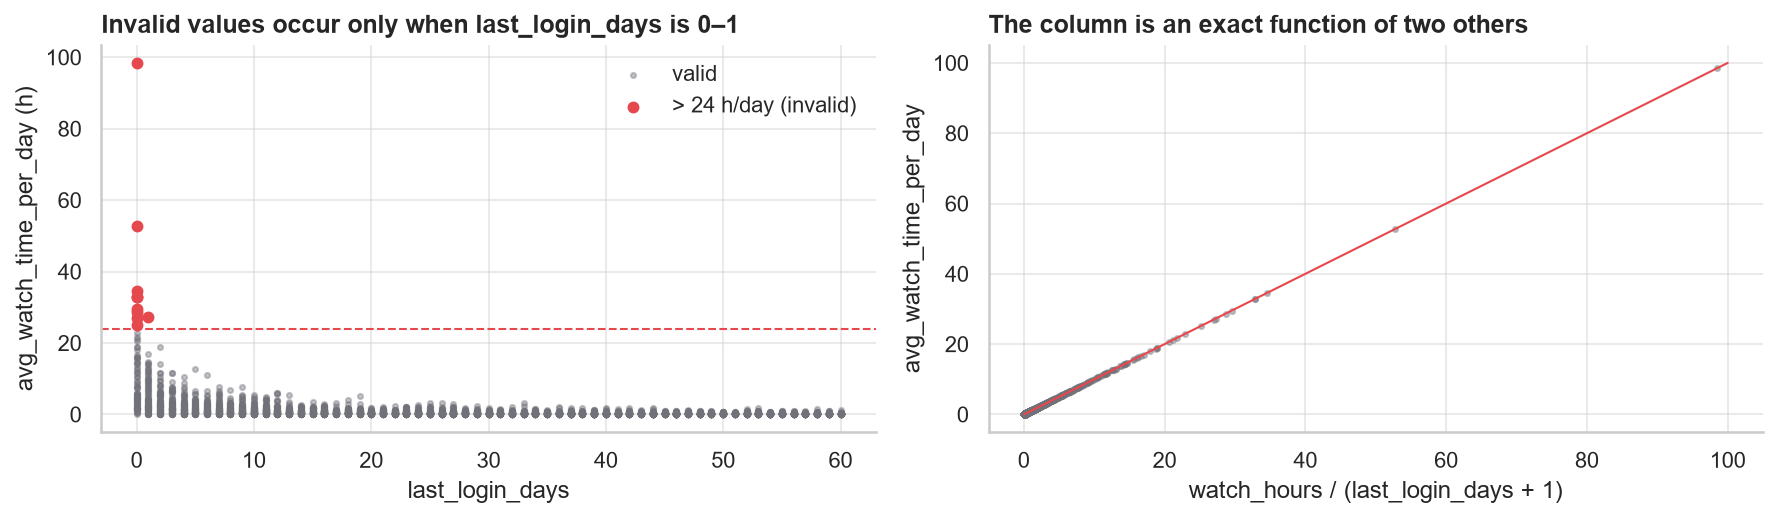 Invalid values occur only when last_login_days is 0–1
avg_watch_time_per_day (h)
100
80
60
40
20
0
valid
> 24 h/day (invalid)
0 10 20 30 40 50 60
last_login_days
The column is an exact function of two others
avg_watch_time_per_day
100
80
60
40
20
0
0 20 40 60 80 100
watch_hours / (last_login_days + 1)